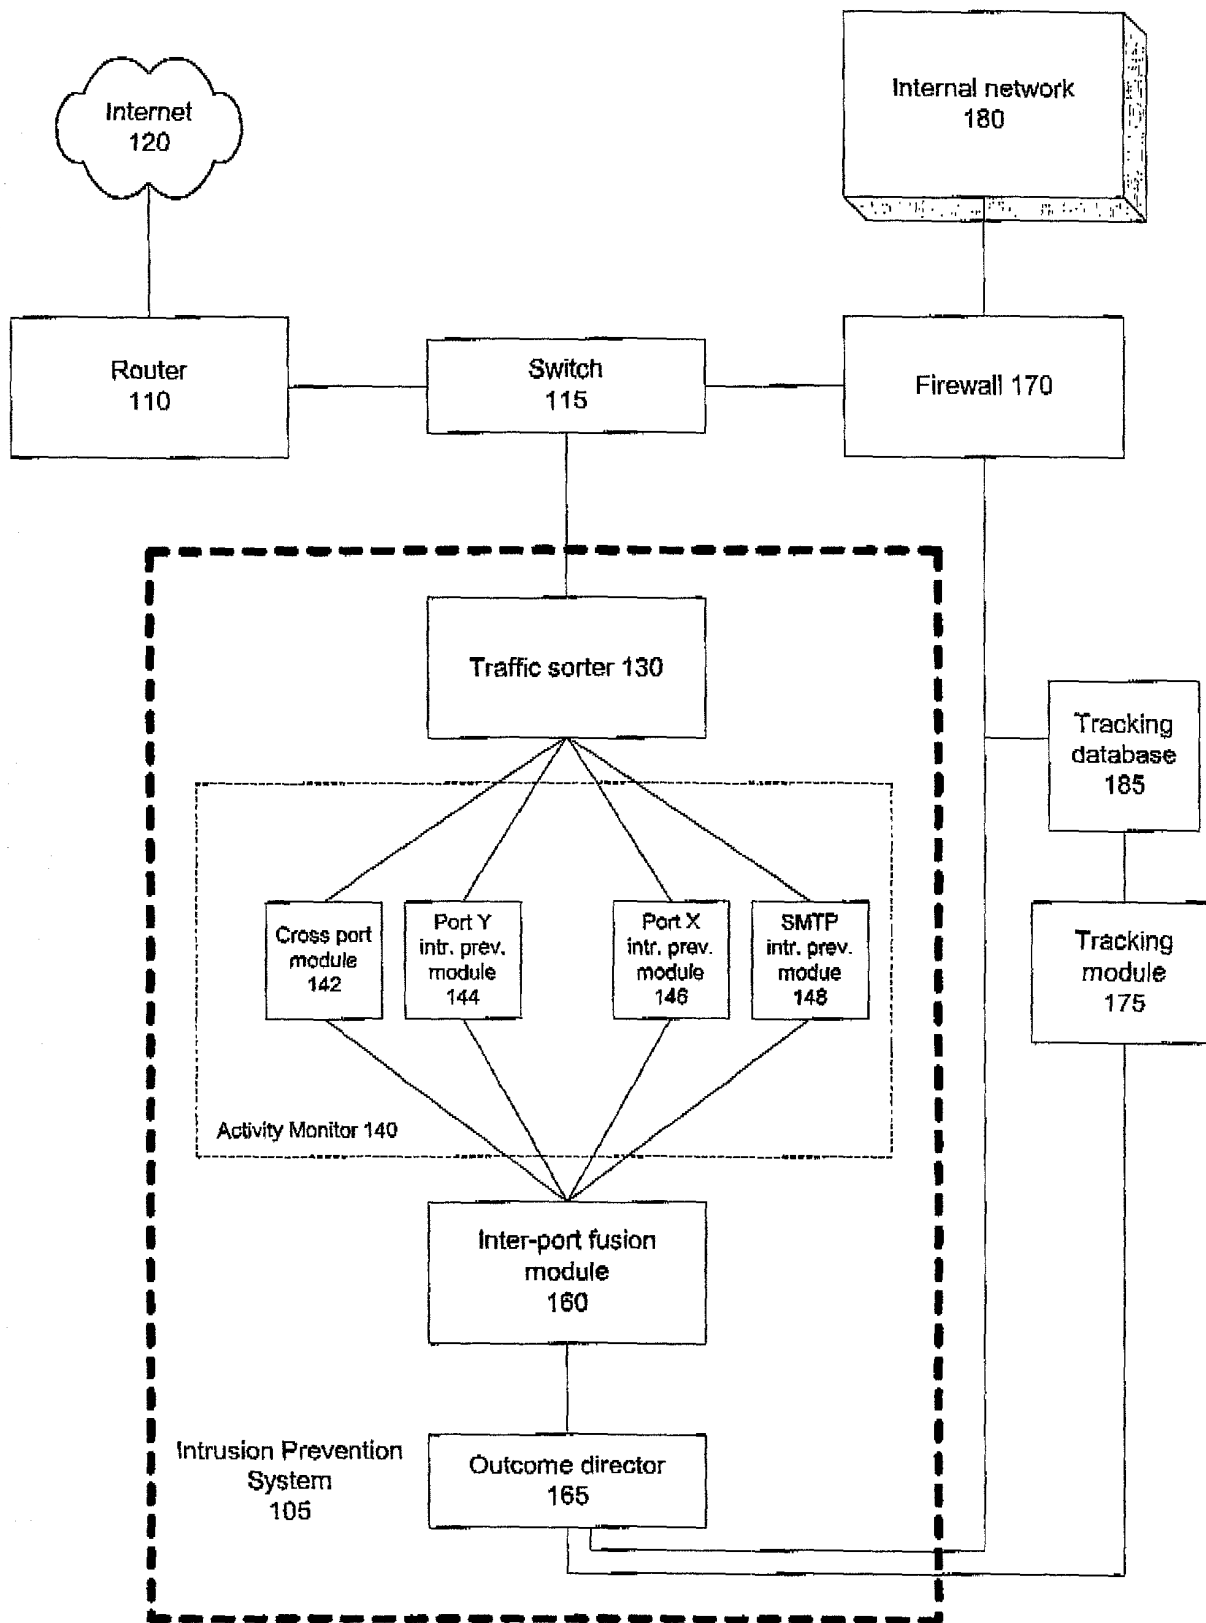 Internet
120
Internal network
180
Router
110
Switch
115
Firewall 170
Traffic sorter 130
Tracking
database
185
Cross port
module
142
Port Y
intr. prev.
module
144
Port X
intr. prev.
module
146
SMTP
intr. prev.
modue
148
Tracking
module
175
Activity Monitor 140
Inter-port fusion
module
160
Intrusion Prevention
System
105
Outcome director
165